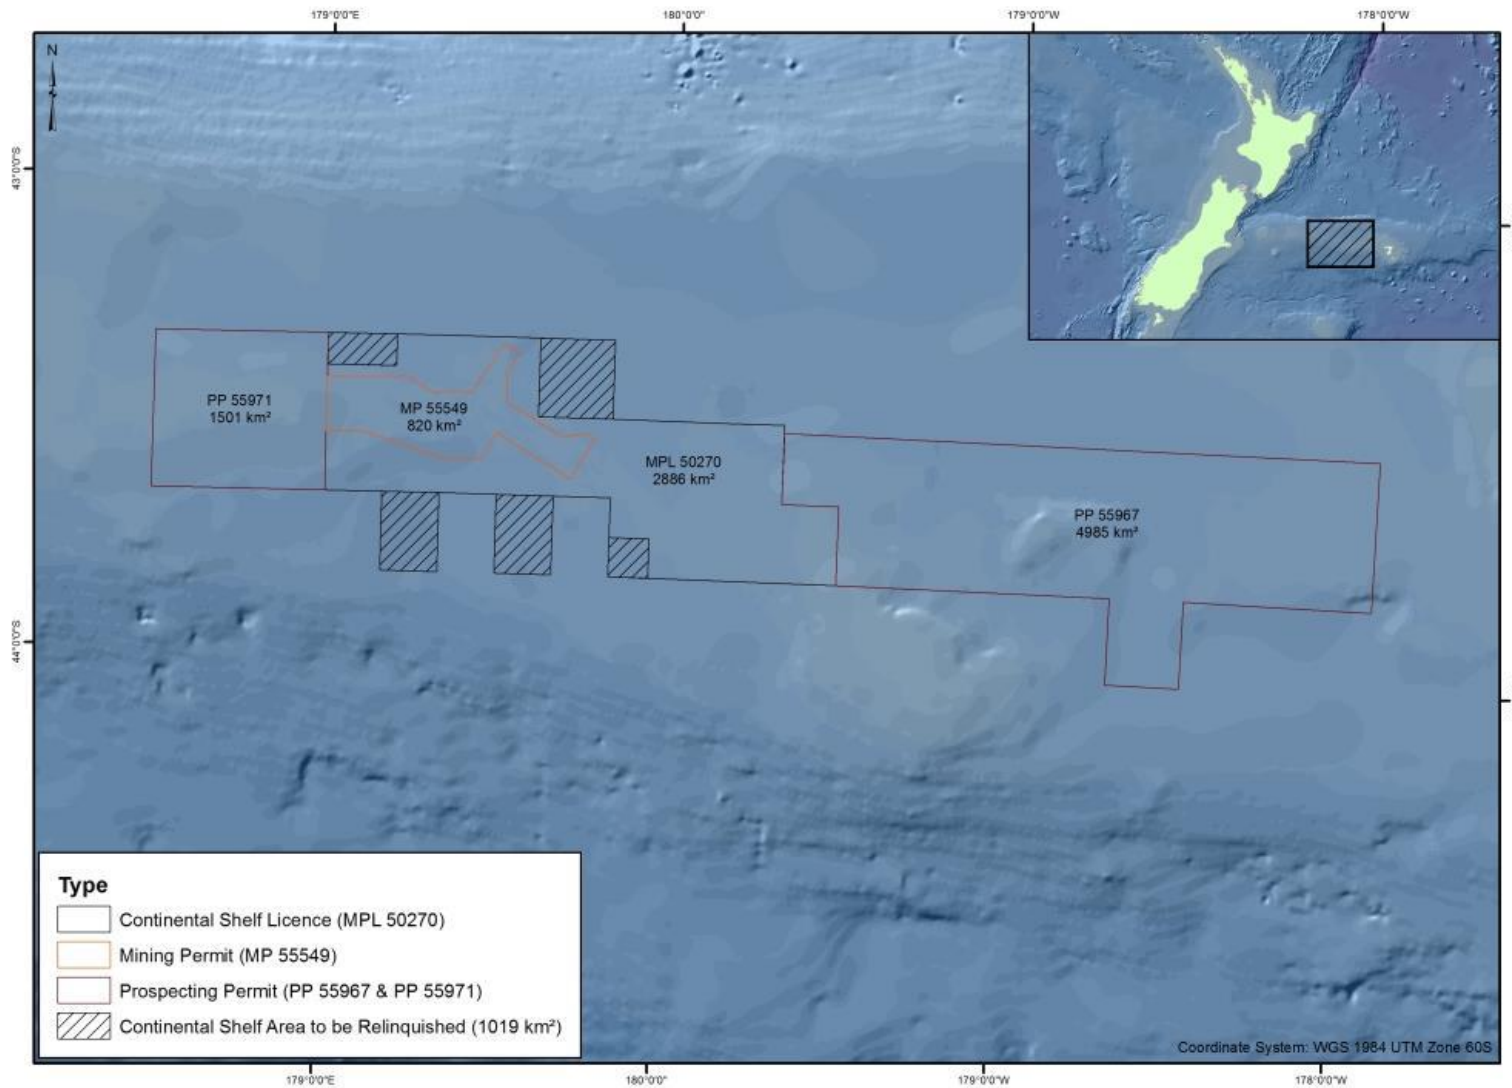 179°0'0"E
180°0'0"
179°0'0"W
178°0'0"W
N
43°0'0"S
PP 55971
1501 km²
MP 55549
820 km²
MPL 50270
2886 km²
PP 55967
4985 km²
44°0'0"S
Type
Continental Shelf Licence (MPL 50270)
Mining Permit (MP 55549)
Prospecting Permit (PP 55967 & PP 55971)
Continental Shelf Area to be Relinquished (1019 km²)
Coordinate System: WGS 1984 UTM Zone 60S
179°0'0"E
180°0'0"
179°0'0"W
178°0'0"W